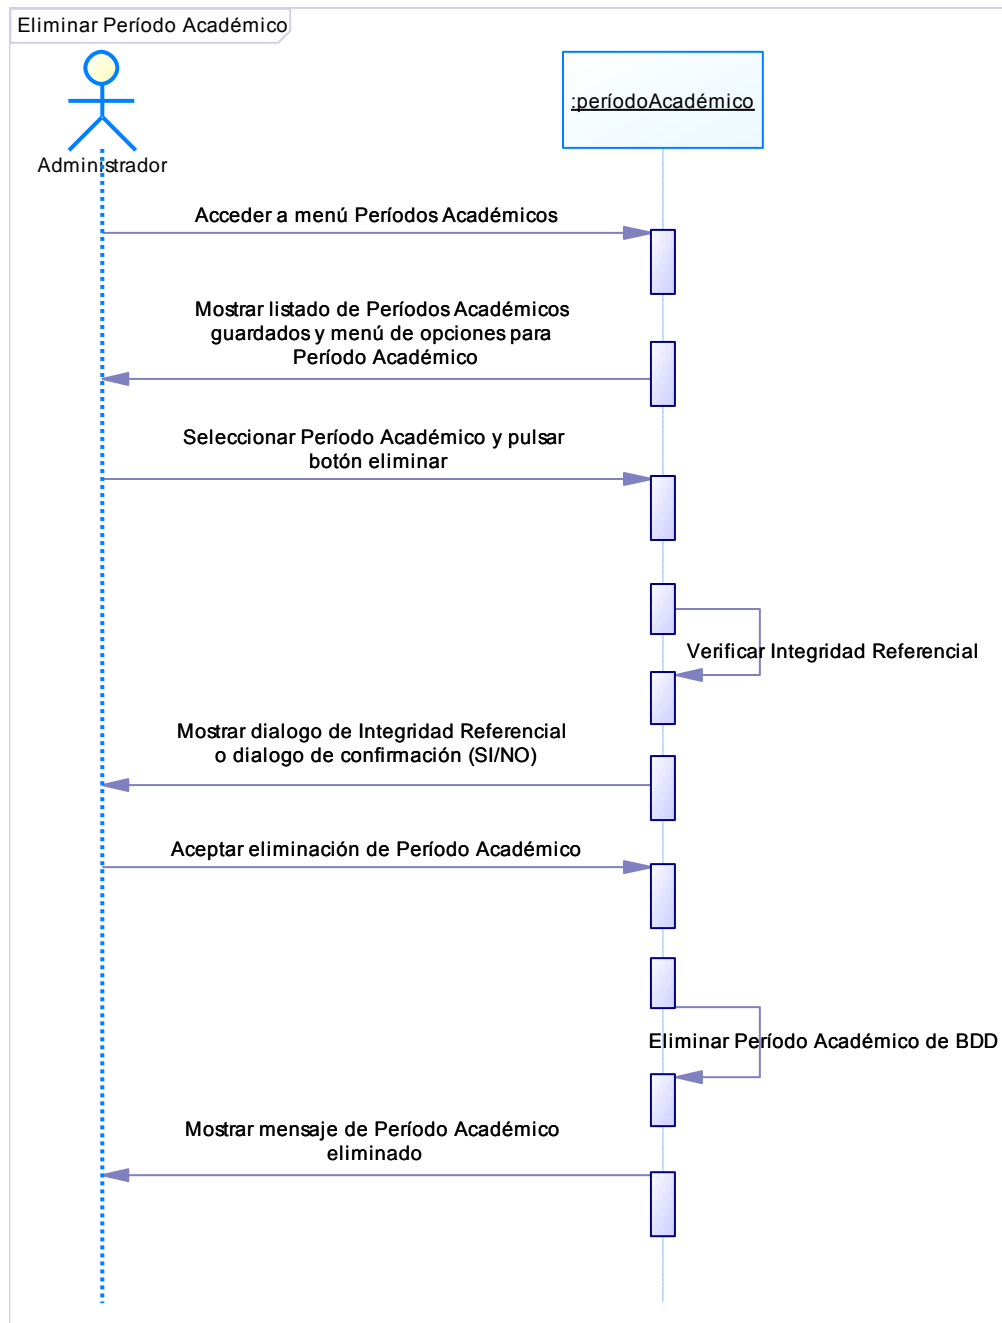 Eliminar Período Académico
:períodoAcadémico
Administrador
Acceder a menú Períodos Académicos
Mostrar listado de Períodos Académicos
guardados y menú de opciones para
Período Académico
Seleccionar Período Académico y pulsar
botón eliminar
Verificar Integridad Referencial
Mostrar dialogo de Integridad Referencial
o dialogo de confirmación (SI/NO)
Aceptar eliminación de Período Académico
Eliminar Período Académico de BDD
Mostrar mensaje de Período Académico
eliminado